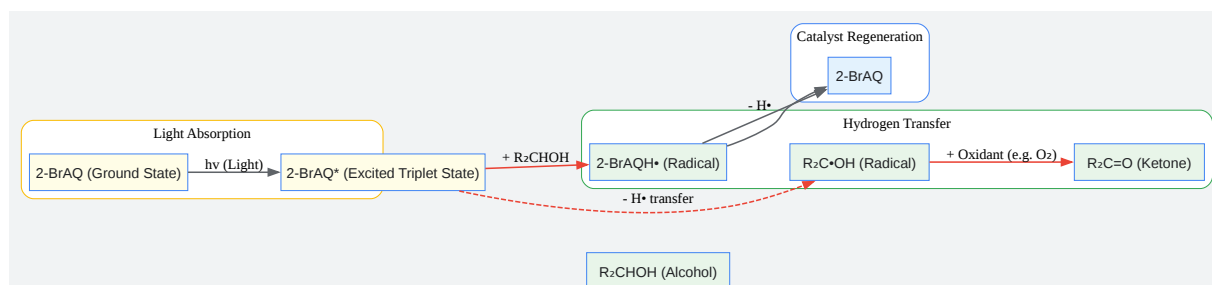 Catalyst Regeneration
2-BrAQ
- H•
Light Absorption
Hydrogen Transfer
2-BrAQ (Ground State)
hν (Light)
2-BrAQ* (Excited Triplet State)
+ R₂CHOH
2-BrAQH• (Radical)
R₂C•OH (Radical)
+ Oxidant (e.g. O₂)
R₂C=O (Ketone)
- H• transfer
R₂CHOH (Alcohol)